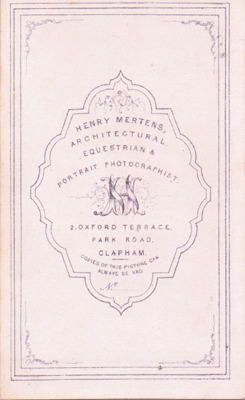 HENRY MERTENS,
ARCHITECTURAL
EQUESTRIAN &
PORTRAIT PHOTOGRAPHIST.
2. OXFORD TERRACE,
PARK ROAD,
CLAPHAM.
COPIES OF THIS PICTURE CAN
ALWAYS BE HAD.
No